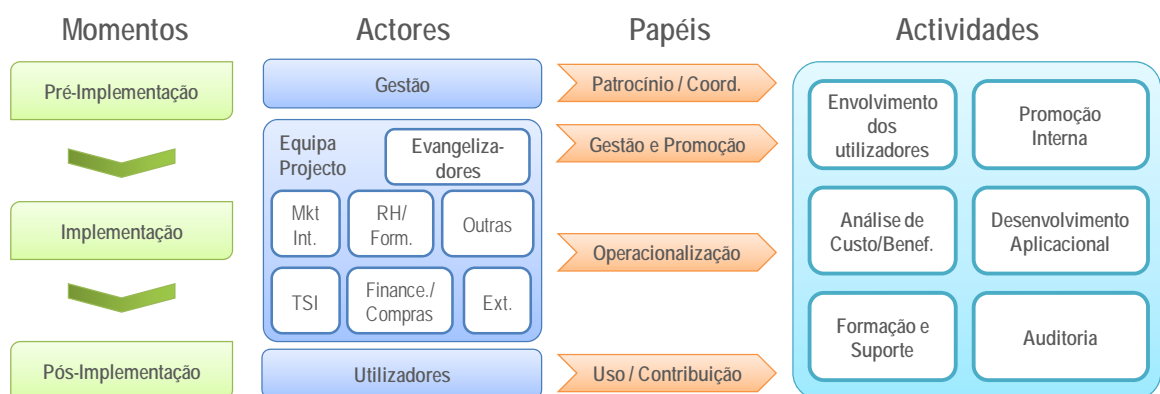 Momentos
Actores
Papéis
Actividades
Pré-Implementação
Implementação
Pós-Implementação
Gestão
Equipa
Projecto
Evangeliza-
dores
Mkt
Int.
RH/
Form.
Outras
TSI
Finance./
Compras
Ext.
Utilizadores
Patrocínio / Coord.
Gestão e Promoção
Operacionalização
Uso / Contribuição
Envolvimento
dos
utilizadores
Promoção
Interna
Análise de
Custo/Benef.
Desenvolvimento
Aplicacional
Formação e
Suporte
Auditoria